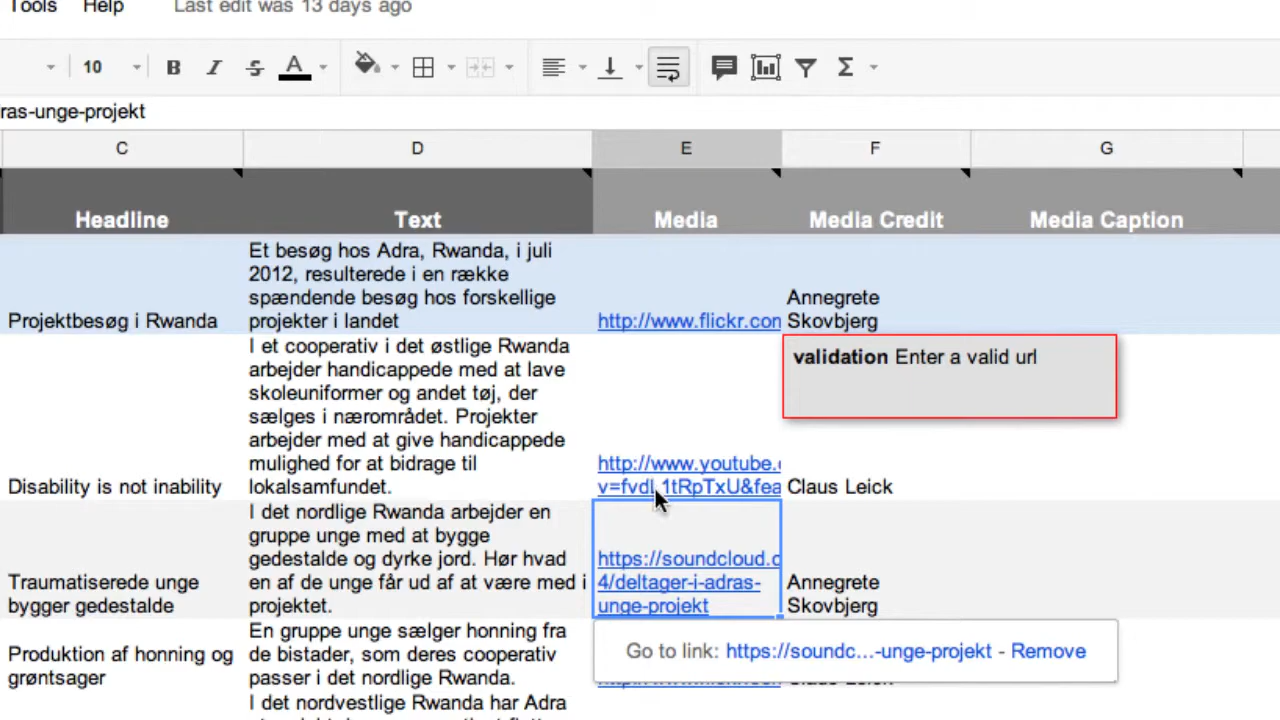 Tools Help Last edit was 13 days ago
10 B I S A Σ
ras-unge-projekt
C D E F G
Headline Text Media Media Credit Media Caption
Et besøg hos Adra, Rwanda, i juli
2012, resulterede i en række
spændende besøg hos forskellige
projekter i landet
Projektbesøg i Rwanda
http://www.flickr.con
Annegrete
Skovbjerg
validation Enter a valid url
I et cooperativ i det østlige Rwanda
arbejder handicappede med at lave
skoleuniformer og andet tøj, der
sælges i nærområdet. Projekter
arbejder med at give handicappede
mulighed for at bidrage til
lokalsamfundet.
Disability is not inability
http://www.youtube.
v=fvdL1tRpTxU&fea
Claus Leick
I det nordlige Rwanda arbejder en
gruppe unge med at bygge
gedestalde og dyrke jord. Hør hvad
en af de unge får ud af at være med i
projektet.
Traumatiserede unge
bygger gedestalde
https://soundcloud.c
4/deltager-i-adras-
unge-projekt
Annegrete
Skovbjerg
En gruppe unge sælger honning fra
de bistader, som deres cooperativ
passer i det nordlige Rwanda.
Produktion af honning og
grøntsager
Go to link: https://soundc...-unge-projekt - Remove
I det nordvestlige Rwanda har Adra